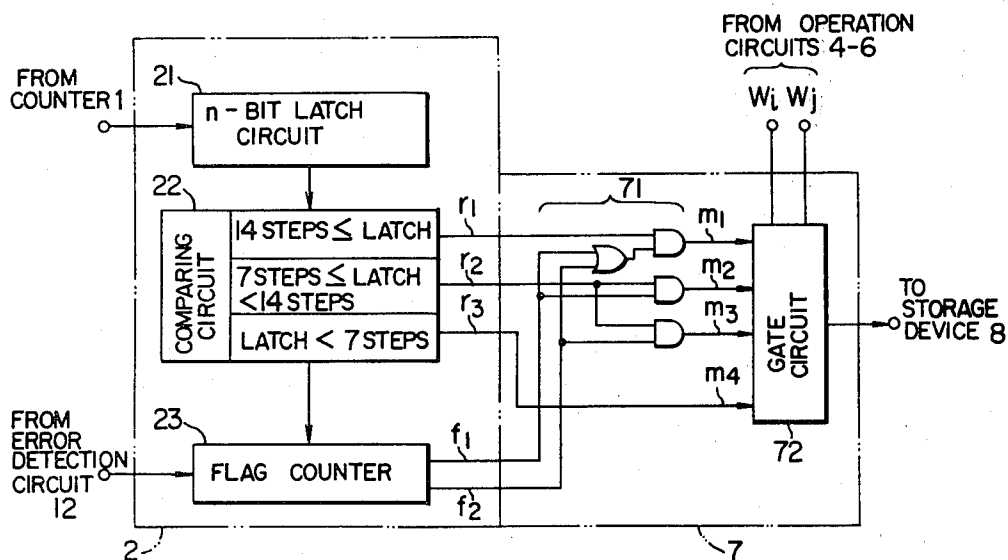 FROM OPERATION
CIRCUITS 4-6
Wi Wj
FROM
COUNTER 1
21
n-BIT LATCH
CIRCUIT
22
COMPARING
CIRCUIT
14 STEPS ≤ LATCH
7 STEPS ≤ LATCH
<14 STEPS
LATCH < 7 STEPS
r1
r2
r3
71
m1
m2
m3
m4
GATE
CIRCUIT
72
TO
STORAGE
DEVICE 8
FROM
ERROR
DETECTION
CIRCUIT
12
23
FLAG COUNTER
f1
f2
2
7